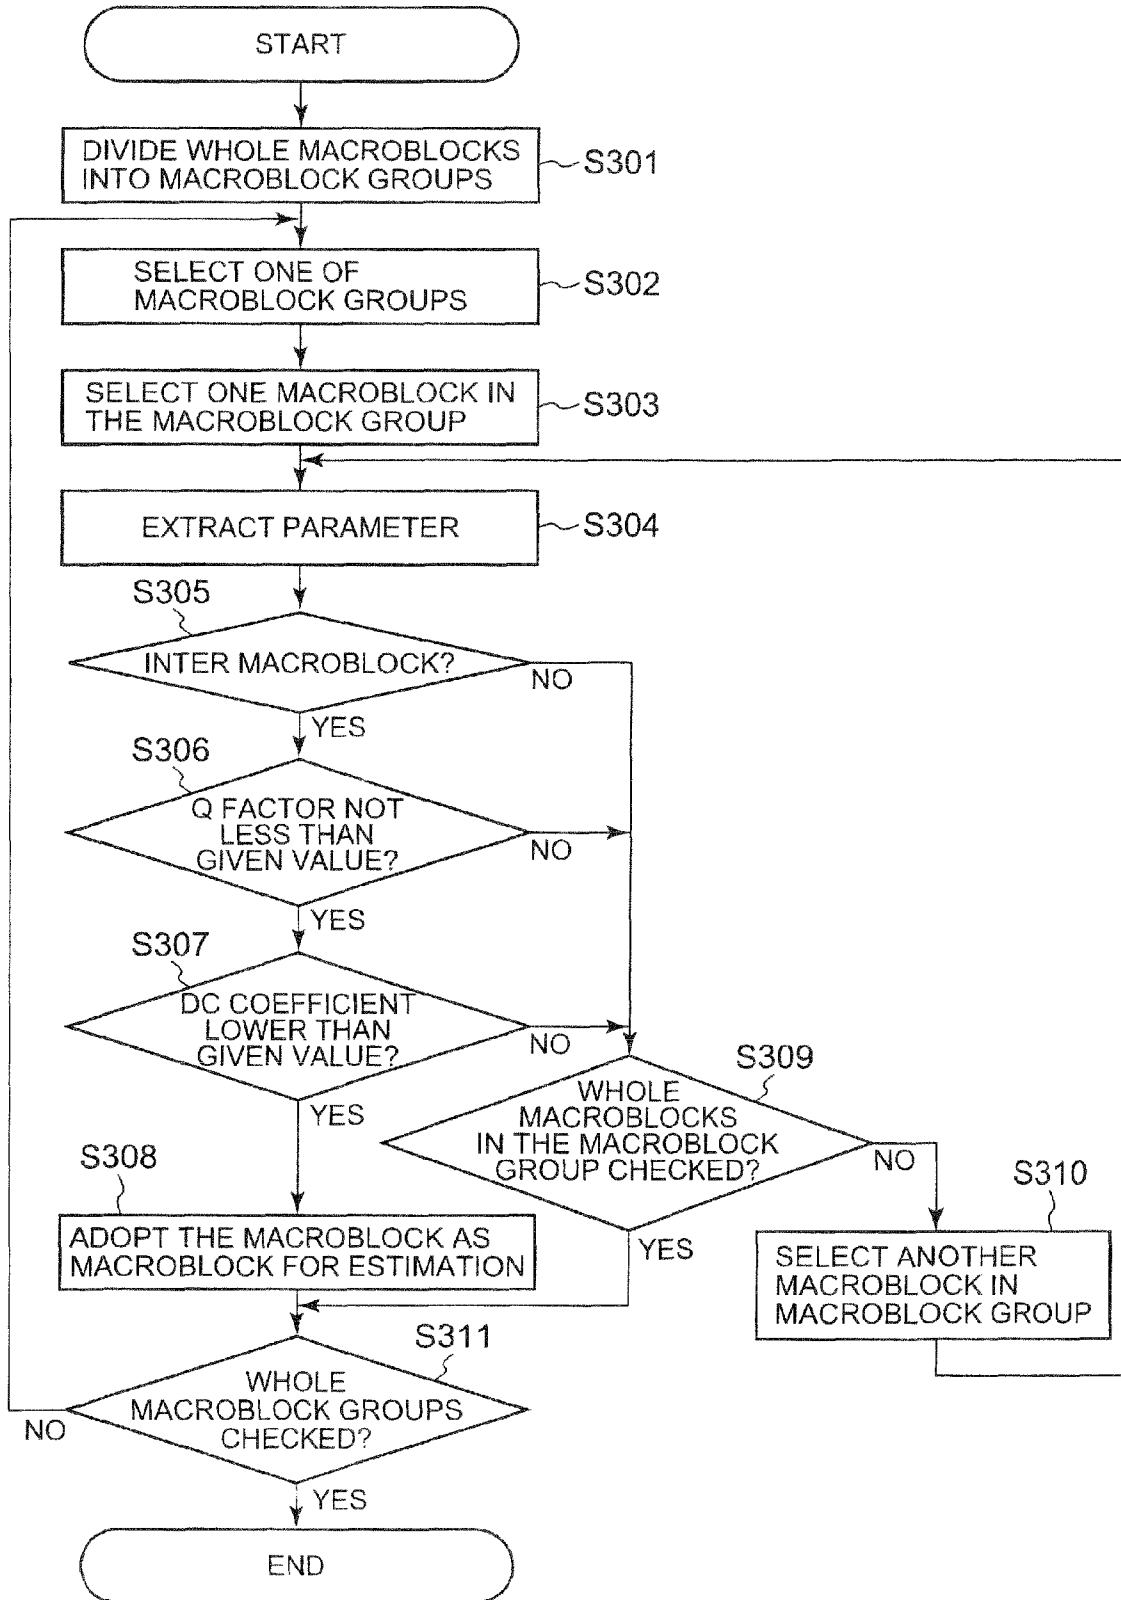 START
DIVIDE WHOLE MACROBLOCKS
INTO MACROBLOCK GROUPS
S301
SELECT ONE OF
MACROBLOCK GROUPS
S302
SELECT ONE MACROBLOCK IN
THE MACROBLOCK GROUP
S303
EXTRACT PARAMETER
S304
S305
INTER MACROBLOCK?
NO
YES
S306
Q FACTOR NOT
LESS THAN
GIVEN VALUE?
NO
YES
S307
DC COEFFICIENT
LOWER THAN
GIVEN VALUE?
NO
YES
S309
WHOLE
MACROBLOCKS
IN THE MACROBLOCK
GROUP CHECKED?
NO
YES
S308
ADOPT THE MACROBLOCK AS
MACROBLOCK FOR ESTIMATION
S310
SELECT ANOTHER
MACROBLOCK IN
MACROBLOCK GROUP
S311
WHOLE
MACROBLOCK GROUPS
CHECKED?
NO
YES
END